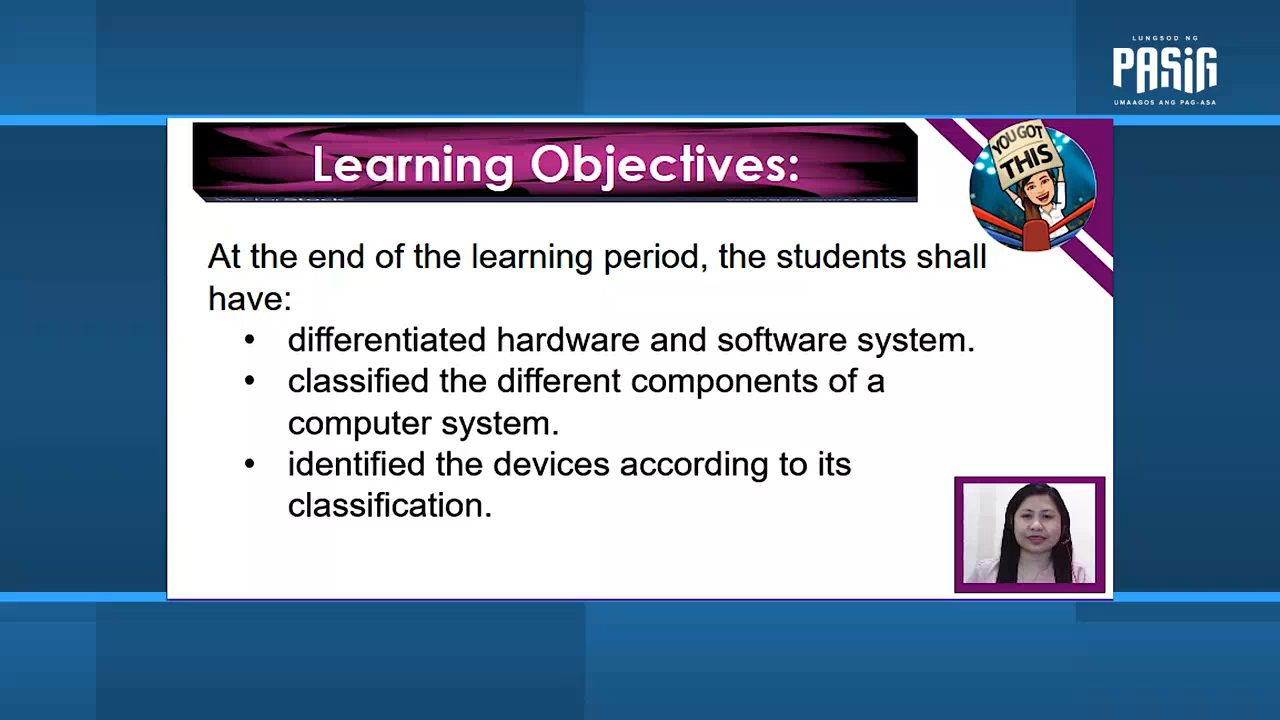 LUNGSOD NG
PASIG
UMAAGOS ANG PAG-ASA
Learning Objectives:
YOU GOT
THIS
At the end of the learning period, the students shall
have:
• differentiated hardware and software system.
• classified the different components of a
computer system.
• identified the devices according to its
classification.